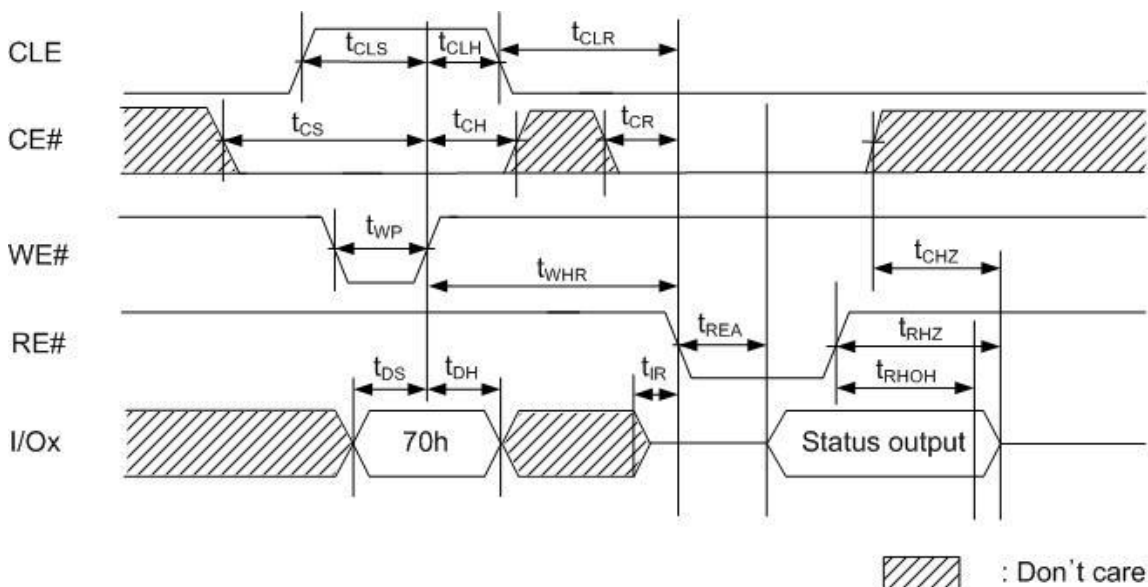 CLE
tCLS
tCLH
tCLR
CE#
tCS
tCH
tCR
WE#
tWP
tWHR
tCHZ
RE#
tREA
tRHZ
tRHOH
tDS
tDH
tIR
I/Ox
70h
Status output
: Don`t care